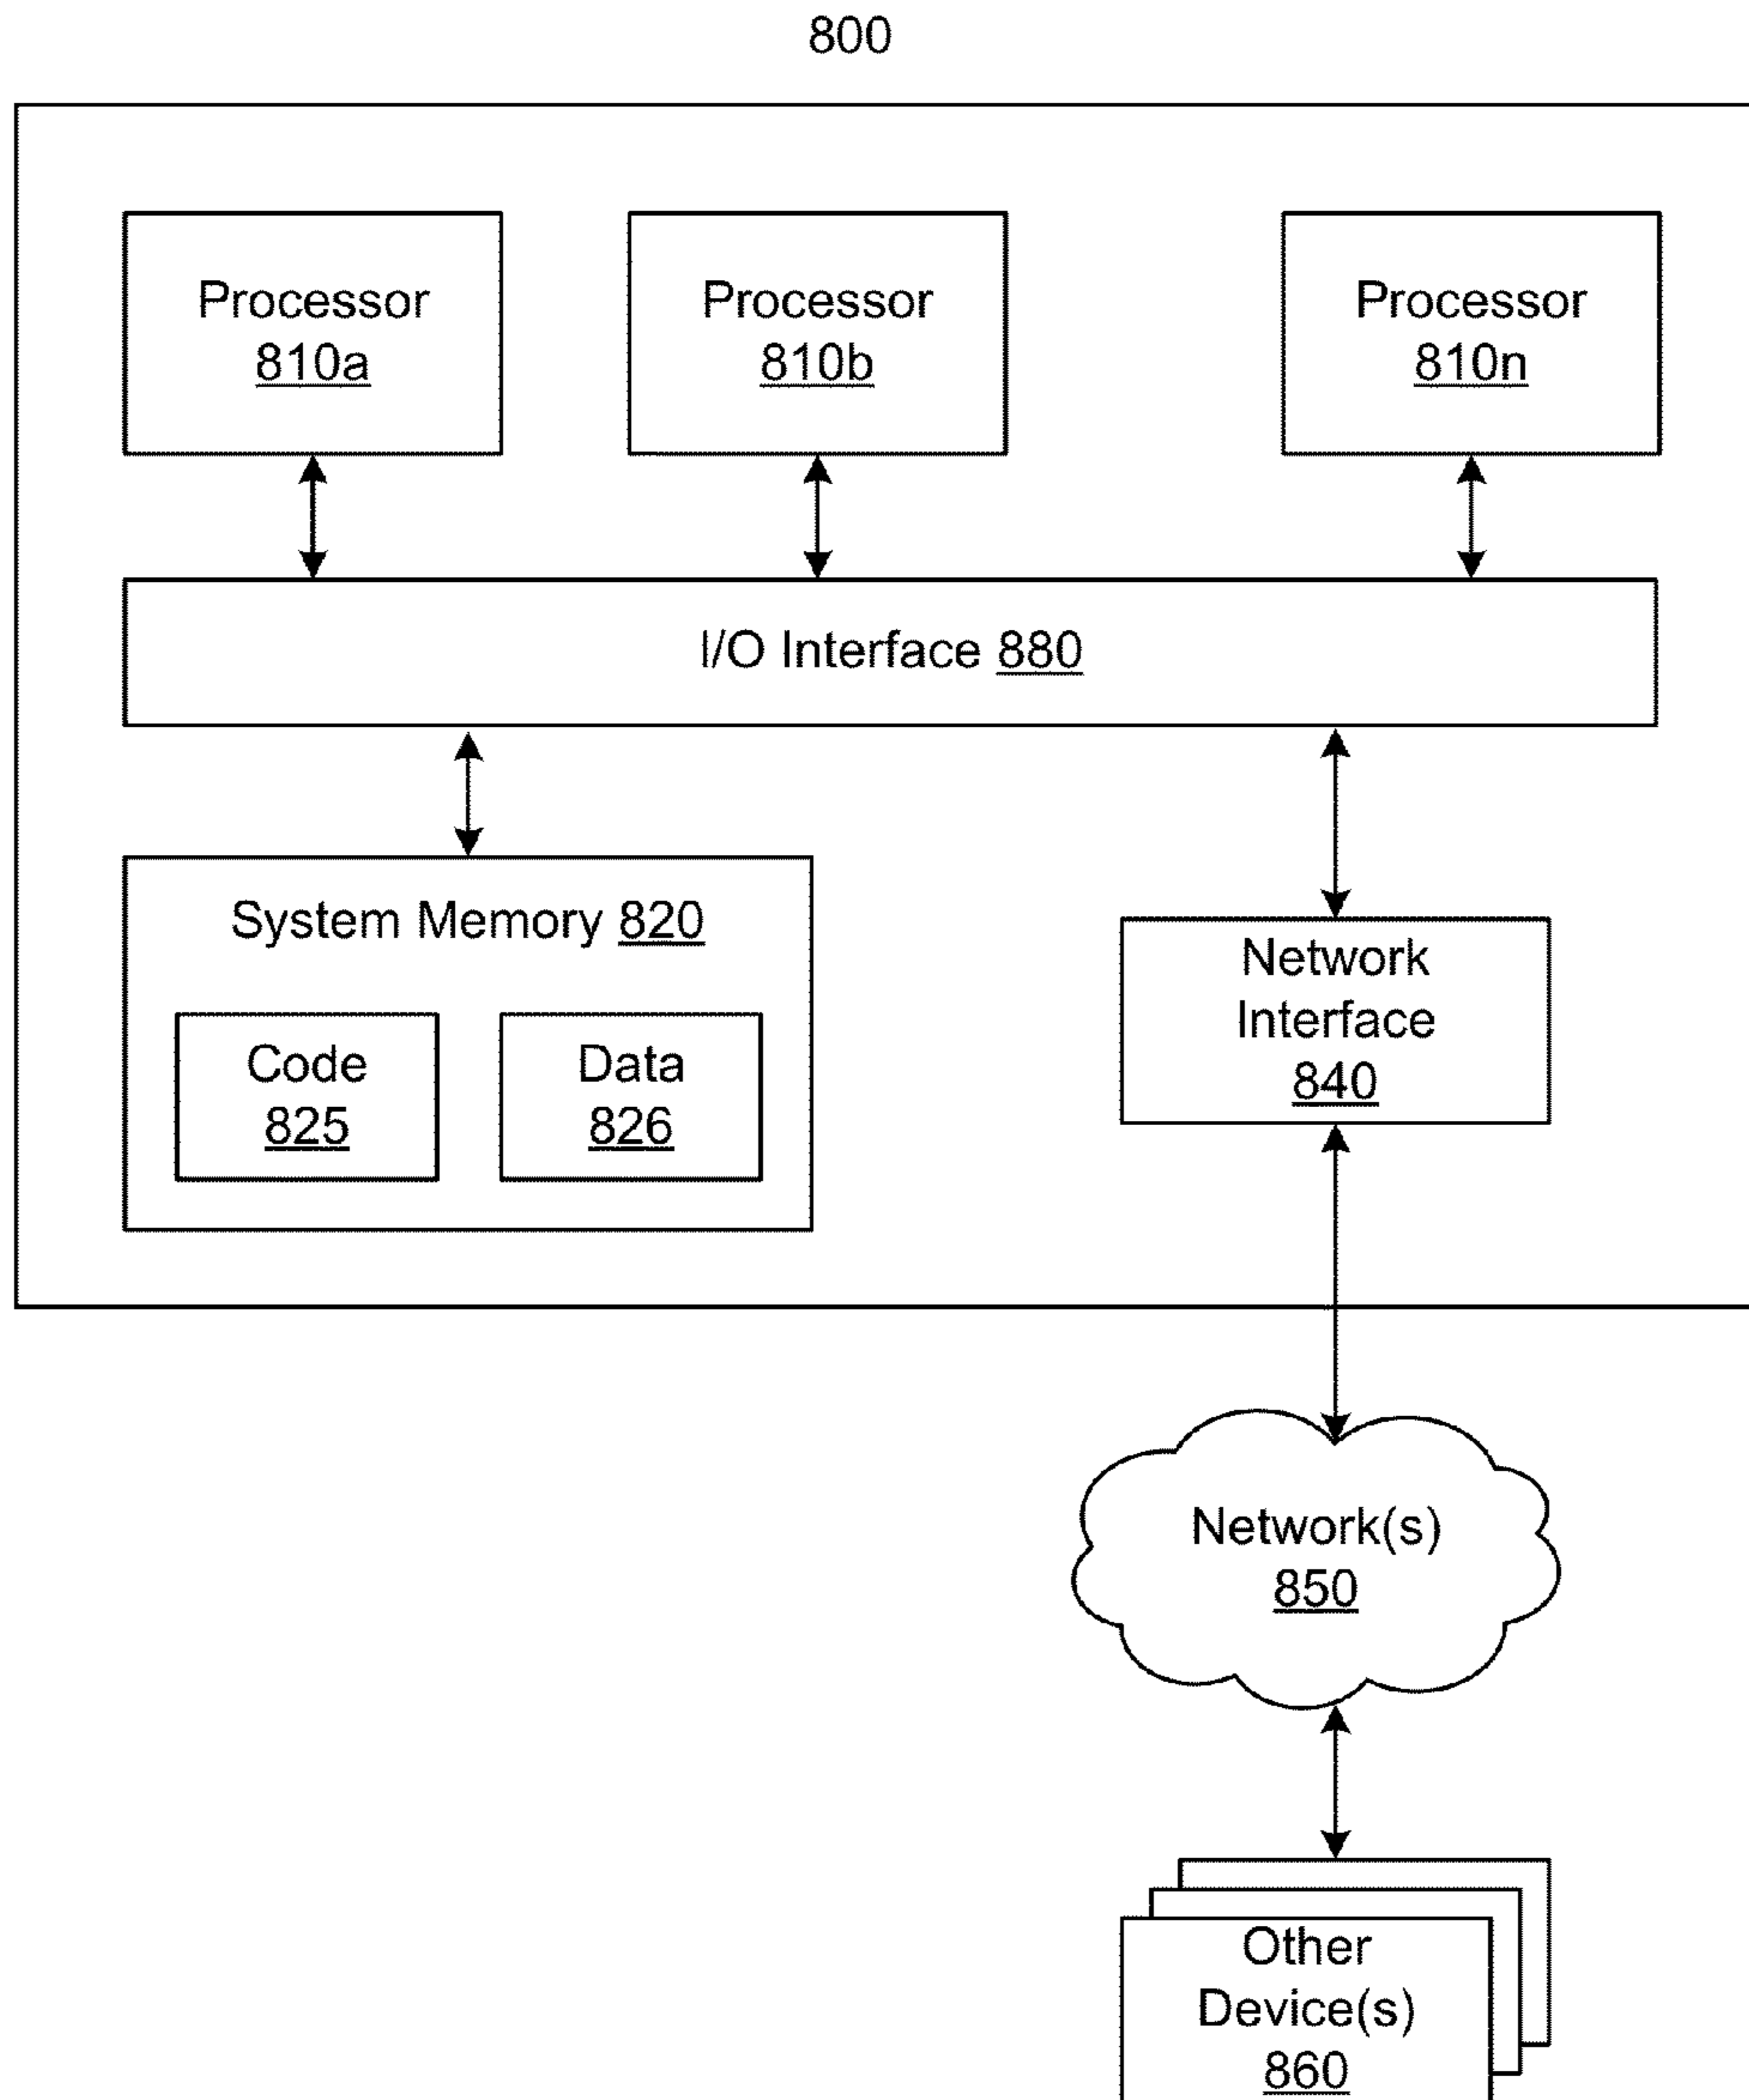 800
Processor
810a
Processor
810b
Processor
810n
I/O Interface 880
System Memory 820
Code
825
Data
826
Network
Interface
840
Network(s)
850
Other
Device(s)
860